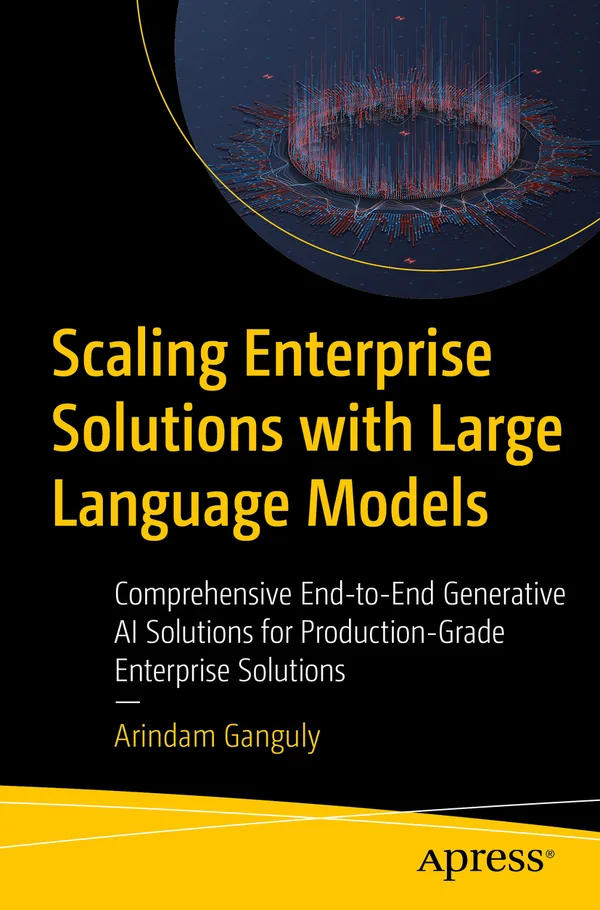 Scaling Enterprise
Solutions with Large
Language Models
Comprehensive End-to-End Generative
AI Solutions for Production-Grade
Enterprise Solutions
—
Arindam Ganguly
Apress®